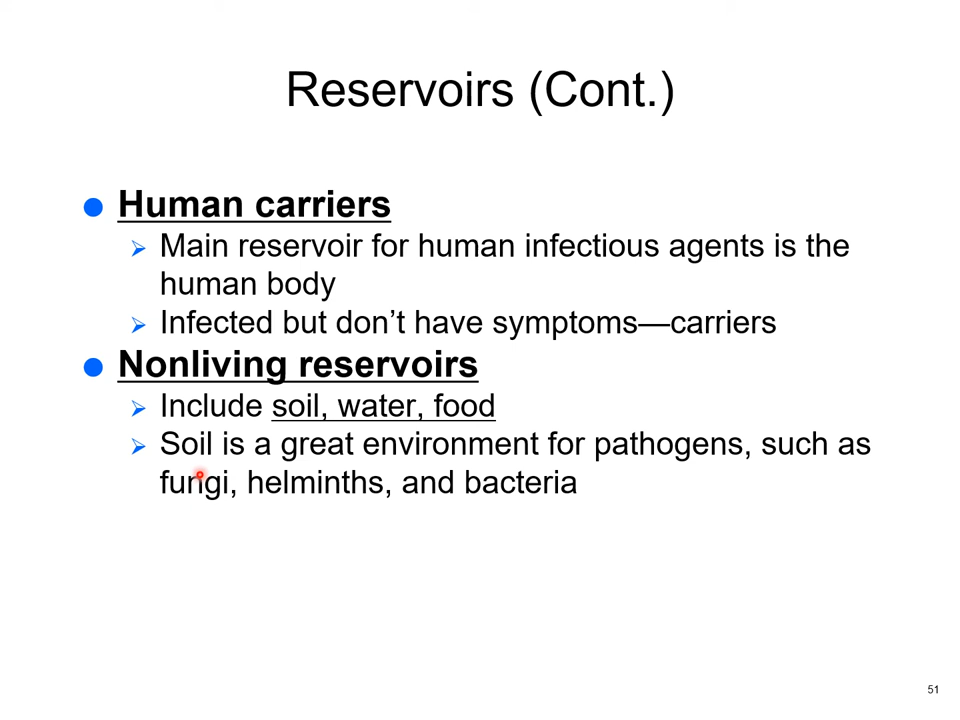 Reservoirs (Cont.)
Human carriers
Main reservoir for human infectious agents is the
human body
Infected but don’t have symptoms—carriers
Nonliving reservoirs
Include soil, water, food
Soil is a great environment for pathogens, such as
fungi, helminths, and bacteria
51